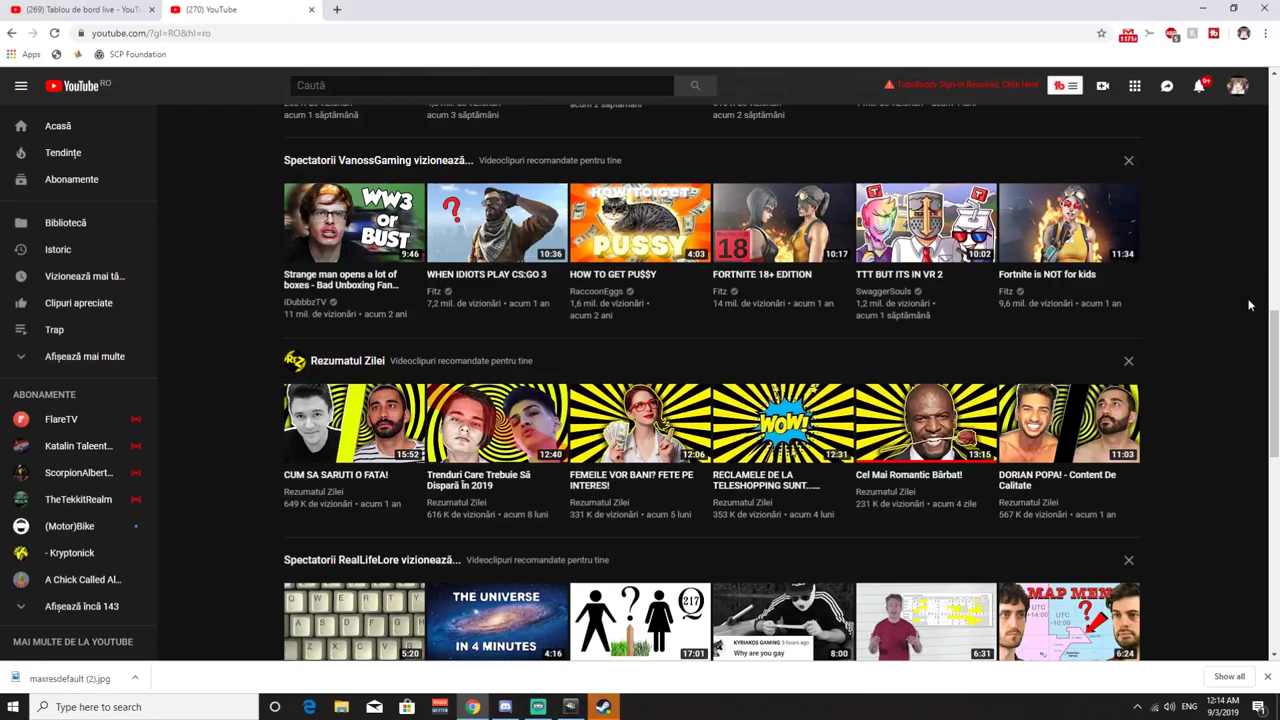 (269) Tablou de bord live - YouTu
(270) YouTube
youtube.com/?gl=RO&hl=ro
Apps
SCP Foundation
YouTube RO
Caută
TubeBuddy Sign in Required, Click Here
9+
acum 1 săptămână
acum 3 săptămâni
acum 2 săptămâni
acum 2 săptămâni
Acasă
Tendințe
Abonamente
Bibliotecă
Istoric
Vizionează mai tâ...
Clipuri apreciate
Trap
Afișează mai multe
ABONAMENTE
FlareTV
Katalin Taleent...
ScorpionAlbert...
TheTekkitRealm
(Motor)Bike
- Kryptonick
A Chick Called Al...
Afișează încă 143
MAI MULTE DE LA YOUTUBE
Spectatorii VanossGaming vizionează... Videoclipuri recomandate pentru tine
WW3
or
BUST
9:46
?
10:36
HOW TO GET
PUSSY
4:03
18
10:17
T
T
10:02
11:34
Strange man opens a lot of
boxes - Bad Unboxing Fan...
iDubbbzTV
11 mil. de vizionări • acum 2 ani
WHEN IDIOTS PLAY CS:GO 3
Fitz
7,2 mil. de vizionări • acum 1 an
HOW TO GET PU$$Y
RaccoonEggs
1,6 mil. de vizionări •
acum 2 ani
FORTNITE 18+ EDITION
Fitz
14 mil. de vizionări • acum 1 an
TTT BUT ITS IN VR 2
SwaggerSouls
1,2 mil. de vizionări •
acum 1 săptămână
Fortnite is NOT for kids
Fitz
9,6 mil. de vizionări • acum 1 an
Rezumatul Zilei Videoclipuri recomandate pentru tine
15:52
12:40
12:06
WOW!
12:31
13:15
11:03
CUM SA SARUTI O FATA!
Rezumatul Zilei
649 K de vizionări • acum 1 an
Trenduri Care Trebuie Să
Dispară În 2019
Rezumatul Zilei
616 K de vizionări • acum 8 luni
FEMEILE VOR BANI? FETE PE
INTERES!
Rezumatul Zilei
331 K de vizionări • acum 5 luni
RECLAMELE DE LA
TELESHOPPING SUNT......
Rezumatul Zilei
353 K de vizionări • acum 4 luni
Cel Mai Romantic Bărbat!
Rezumatul Zilei
231 K de vizionări • acum 4 zile
DORIAN POPA! - Content De
Calitate
Rezumatul Zilei
567 K de vizionări • acum 1 an
Spectatorii RealLifeLore vizionează... Videoclipuri recomandate pentru tine
Q W E R T Y
5:20
THE UNIVERSE
IN 4 MINUTES
4:16
?
217
17:01
KYRIAKOS GAMING 3 hours ago
Why are you gay
8:00
6:31
MAP MEN
UTC
+14:00
UTC
-10:00
?
6:24
maxresdefault (2).jpg
Show all
Type here to search
ENG
12:14 AM
9/3/2019